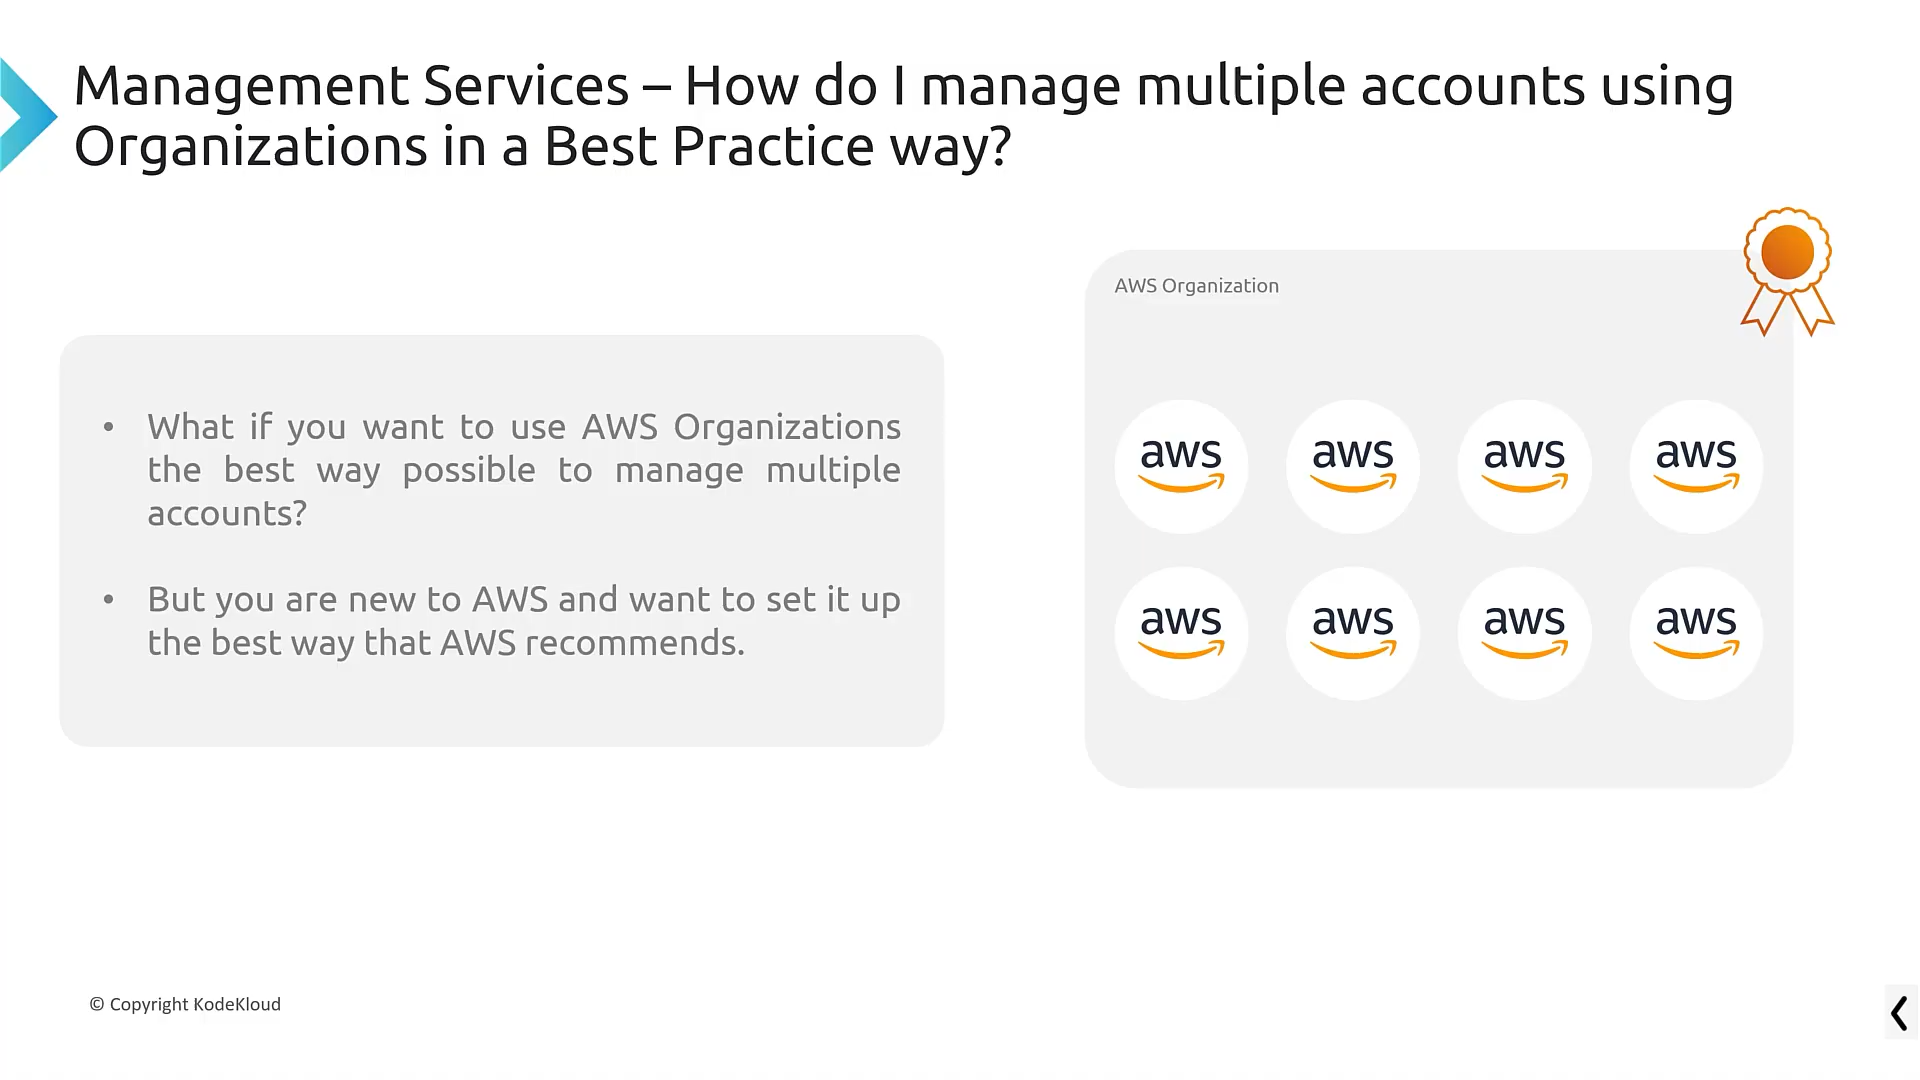 Management Services – How do I manage multiple accounts using
Organizations in a Best Practice way?
• What if you want to use AWS Organizations
the best way possible to manage multiple
accounts?
• But you are new to AWS and want to set it up
the best way that AWS recommends.
AWS Organization
aws aws aws aws
aws aws aws aws
© Copyright KodeKloud